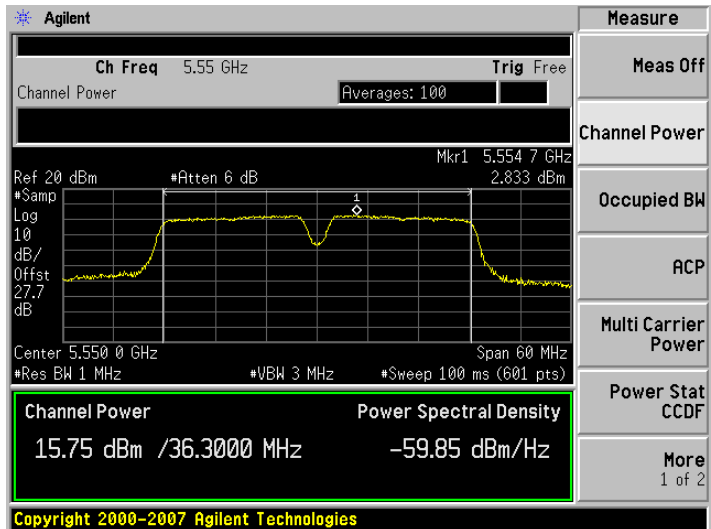 Agilent
Measure
Ch Freq 5.55 GHz Trig Free
Channel Power Averages: 100
Mkr1 5.554 7 GHz
Ref 20 dBm #Atten 6 dB 2.833 dBm
#Samp
Log
10
dB/
Offst
27.7
dB
1
Center 5.550 0 GHz Span 60 MHz
#Res BW 1 MHz #VBW 3 MHz #Sweep 100 ms (601 pts)
Channel Power Power Spectral Density
15.75 dBm /36.3000 MHz -59.85 dBm/Hz
Copyright 2000-2007 Agilent Technologies
Meas Off
Channel Power
Occupied BW
ACP
Multi Carrier
Power
Power Stat
CCDF
More
1 of 2